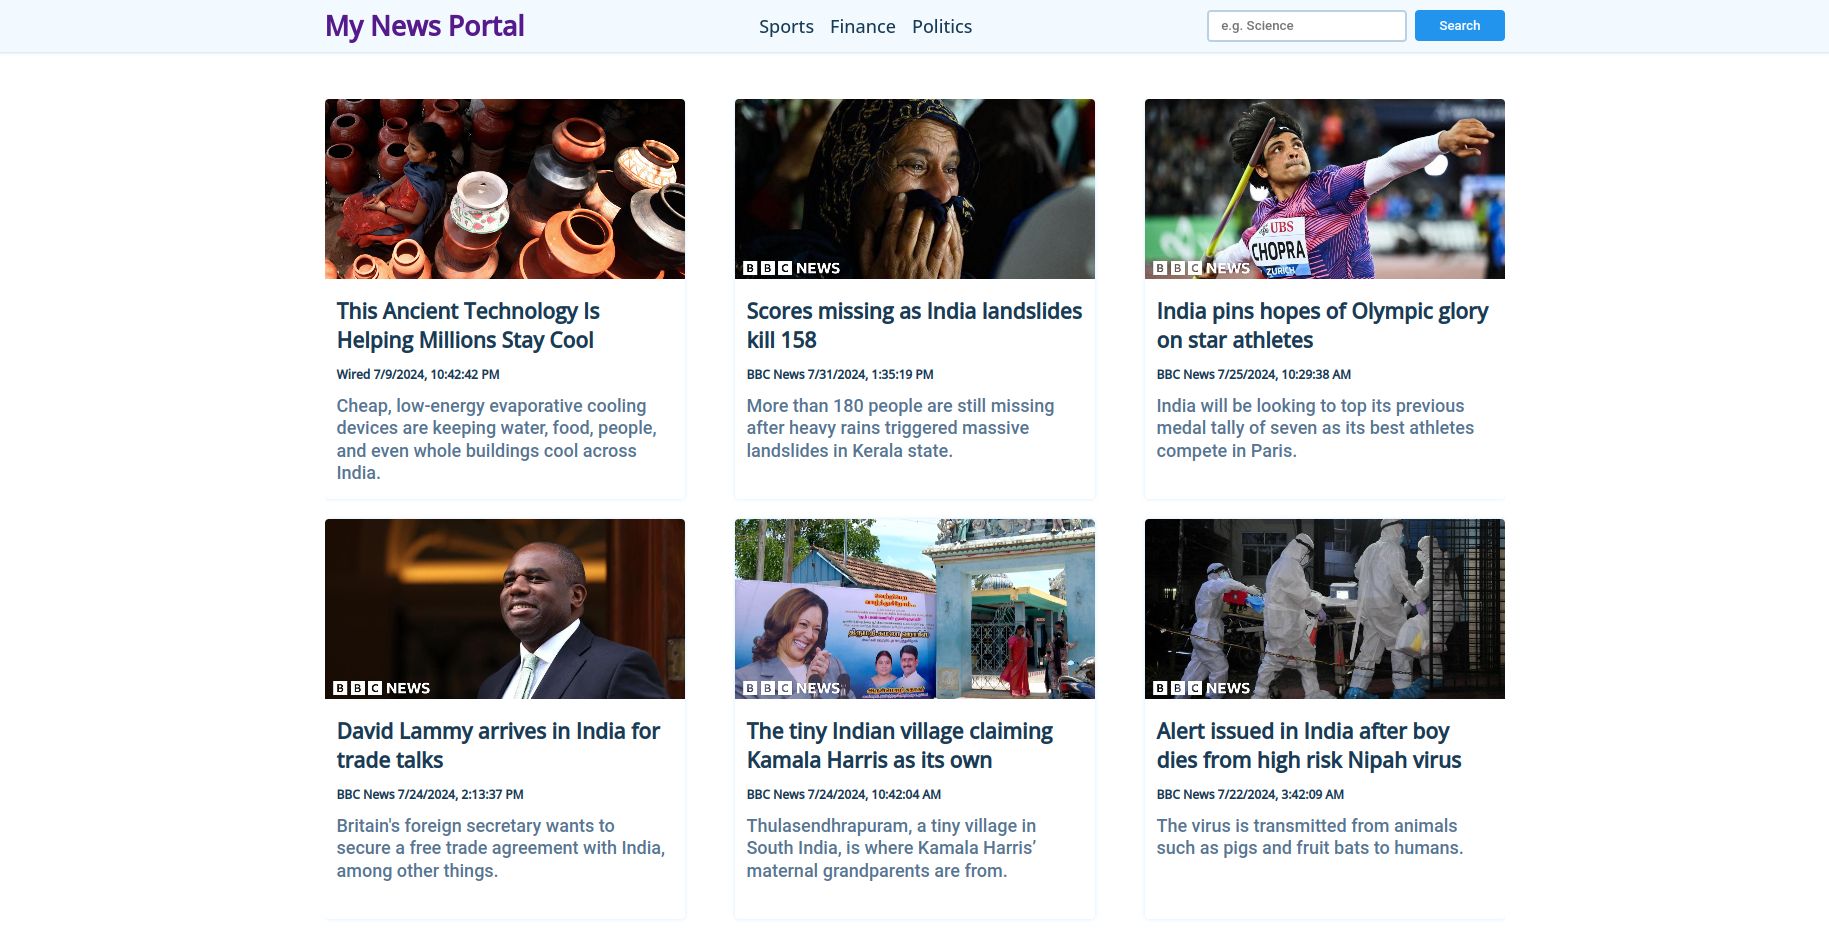 My News Portal
Sports Finance Politics
e.g. Science
Search
UBS
CHOPRA
ZURICH
BBC NEWS
BBC NEWS
This Ancient Technology Is
Helping Millions Stay Cool
Wired 7/9/2024, 10:42:42 PM
Cheap, low-energy evaporative cooling
devices are keeping water, food, people,
and even whole buildings cool across
India.
Scores missing as India landslides
kill 158
BBC News 7/31/2024, 1:35:19 PM
More than 180 people are still missing
after heavy rains triggered massive
landslides in Kerala state.
India pins hopes of Olympic glory
on star athletes
BBC News 7/25/2024, 10:29:38 AM
India will be looking to top its previous
medal tally of seven as its best athletes
compete in Paris.
BBC NEWS
BBC NEWS
BBC NEWS
David Lammy arrives in India for
trade talks
BBC News 7/24/2024, 2:13:37 PM
Britain's foreign secretary wants to
secure a free trade agreement with India,
among other things.
The tiny Indian village claiming
Kamala Harris as its own
BBC News 7/24/2024, 10:42:04 AM
Thulasendhrapuram, a tiny village in
South India, is where Kamala Harris’
maternal grandparents are from.
Alert issued in India after boy
dies from high risk Nipah virus
BBC News 7/22/2024, 3:42:09 AM
The virus is transmitted from animals
such as pigs and fruit bats to humans.